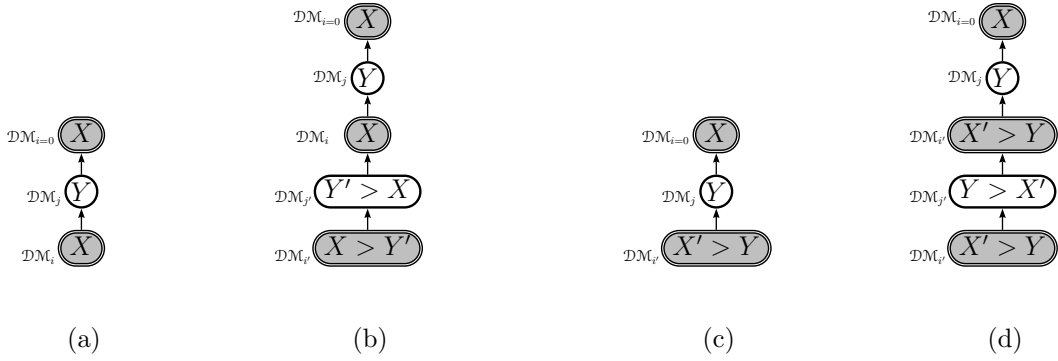 𝒟ℳ_{i=0} X
𝒟ℳ_j Y
𝒟ℳ_i X
(a)
𝒟ℳ_{i=0} X
𝒟ℳ_j Y
𝒟ℳ_i X
𝒟ℳ_{j'} Y' > X
𝒟ℳ_{i'} X > Y'
(b)
𝒟ℳ_{i=0} X
𝒟ℳ_j Y
𝒟ℳ_{i'} X' > Y
(c)
𝒟ℳ_{i=0} X
𝒟ℳ_j Y
𝒟ℳ_{i'} X' > Y
𝒟ℳ_{j'} Y > X'
𝒟ℳ_{i'} X' > Y
(d)